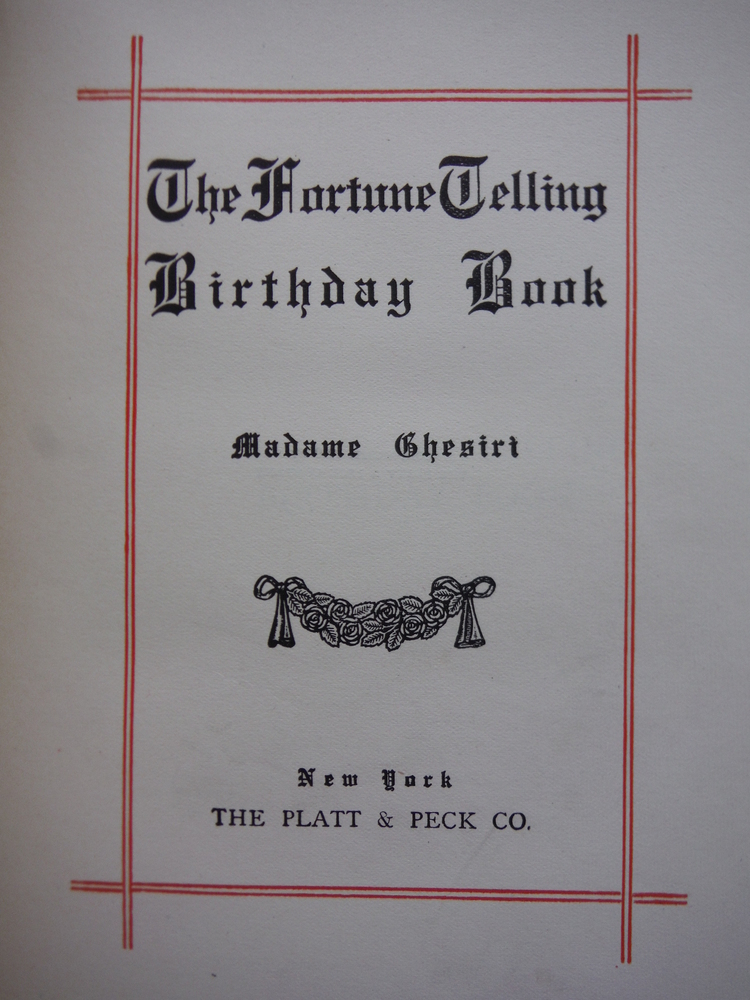 The Fortune Telling
Birthday Book
Madame Ghesiri
New York
THE PLATT & PECK CO.